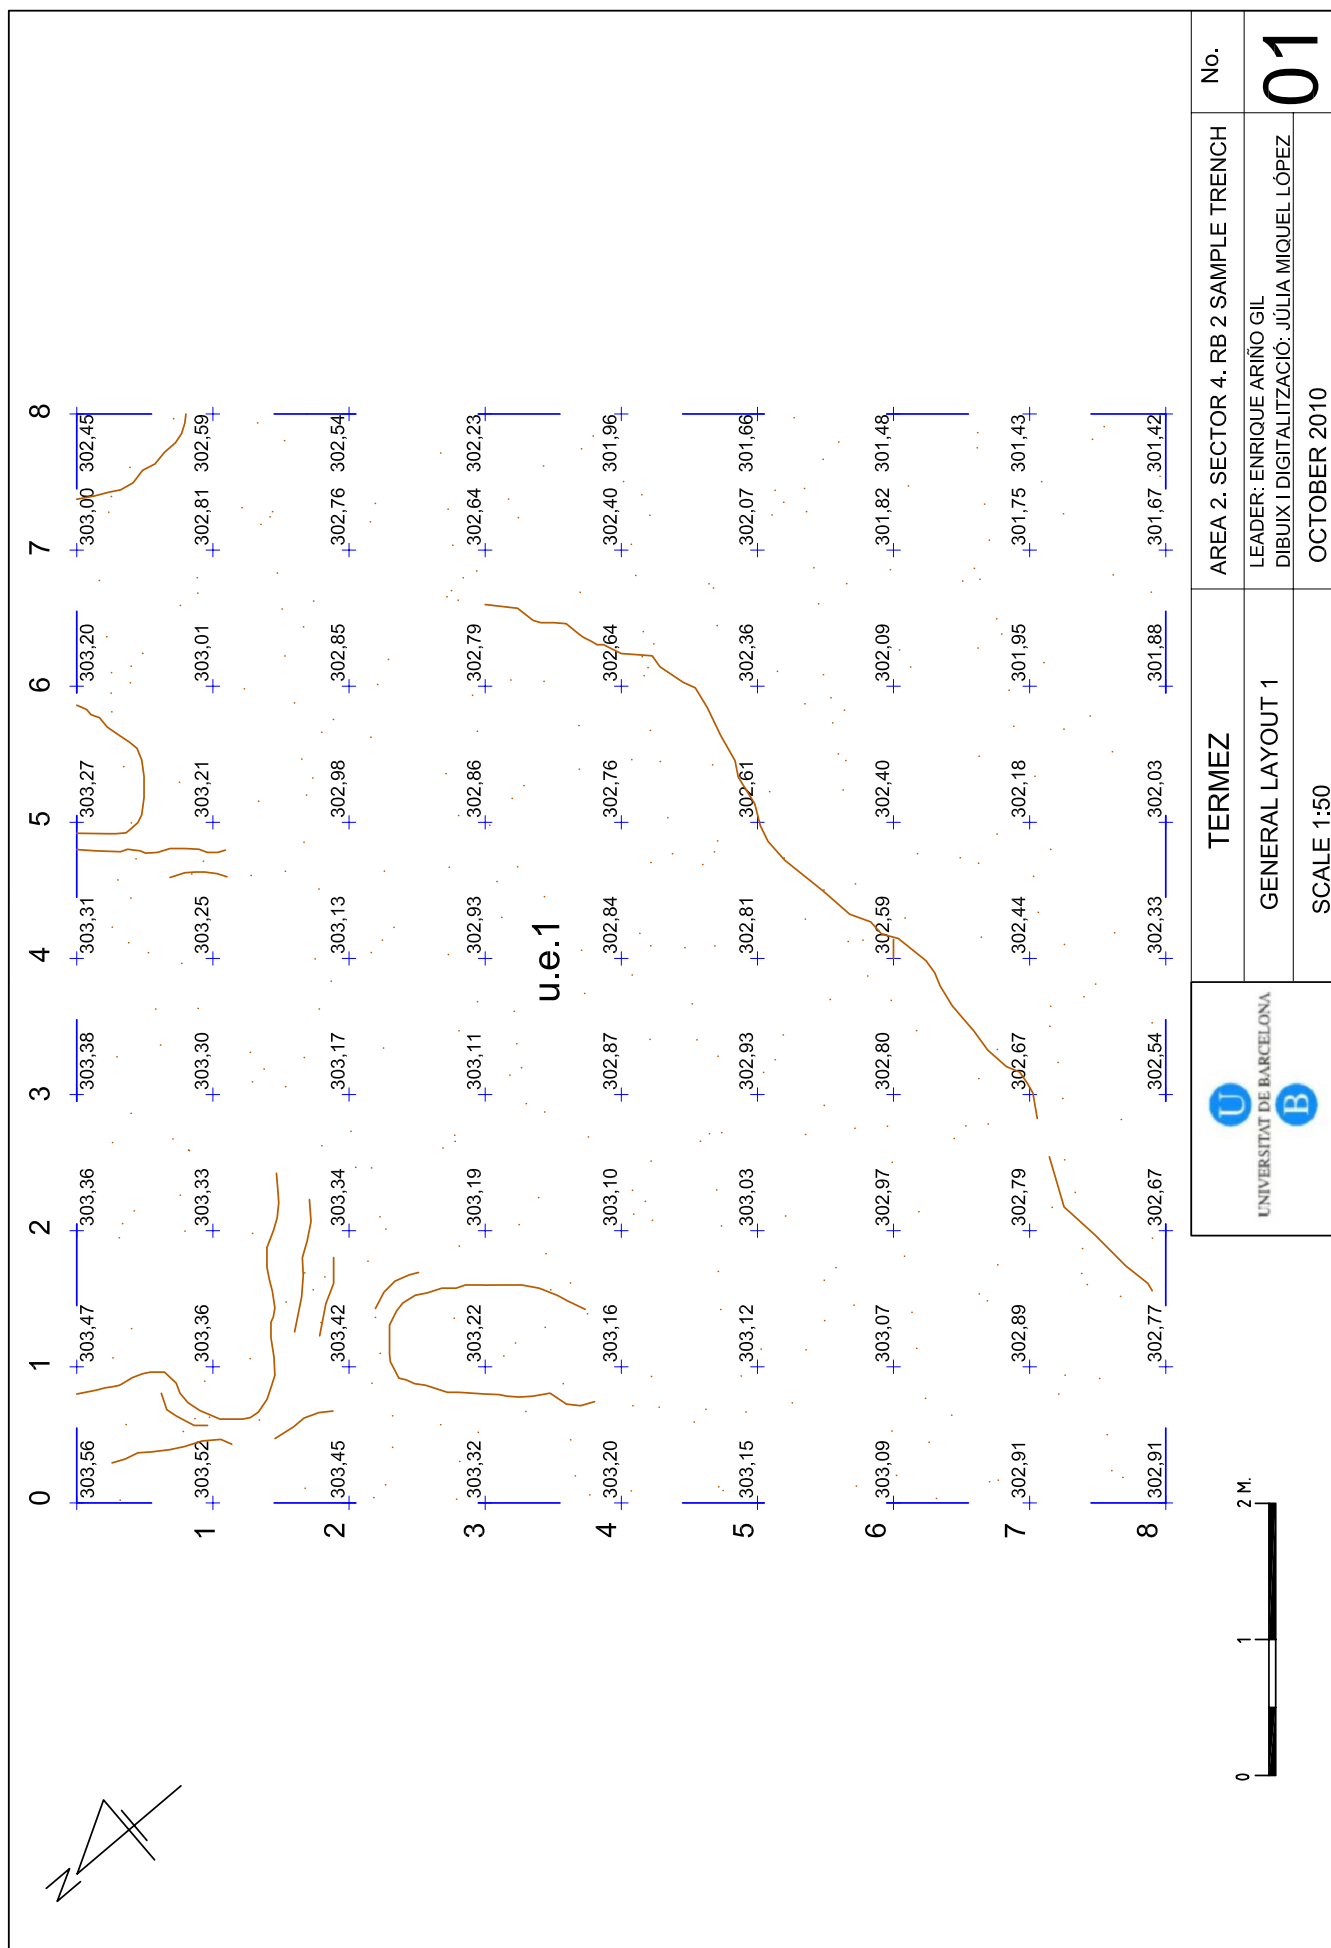 N
0 1 2 3 4 5 6 7 8
303,56 303,47 303,36 303,38 303,31 303,27 303,20 303,00 302,45
1 303,52 303,36 303,33 303,30 303,25 303,21 303,01 302,81 302,59
2 303,45 303,42 303,34 303,17 303,13 302,98 302,85 302,76 302,54
3 303,32 303,22 303,19 303,11 302,93 302,86 302,79 302,64 302,23
u.e.1
4 303,20 303,16 303,10 302,87 302,84 302,76 302,64 302,40 301,96
5 303,15 303,12 303,03 302,93 302,81 302,61 302,36 302,07 301,66
6 303,09 303,07 302,97 302,80 302,59 302,40 302,09 301,82 301,48
7 302,91 302,89 302,79 302,67 302,44 302,18 301,95 301,75 301,43
8 302,91 302,77 302,67 302,54 302,33 302,03 301,88 301,67 301,42
0 1 2 M.
U
UNIVERSITAT DE BARCELONA
B
TERMEZ
GENERAL LAYOUT 1
SCALE 1:50
AREA 2. SECTOR 4. RB 2 SAMPLE TRENCH
LEADER: ENRIQUE ARIÑO GIL
DIBUIX I DIGITALITZACIÓ: JÚLIA MIQUEL LÓPEZ
OCTOBER 2010
No.
01